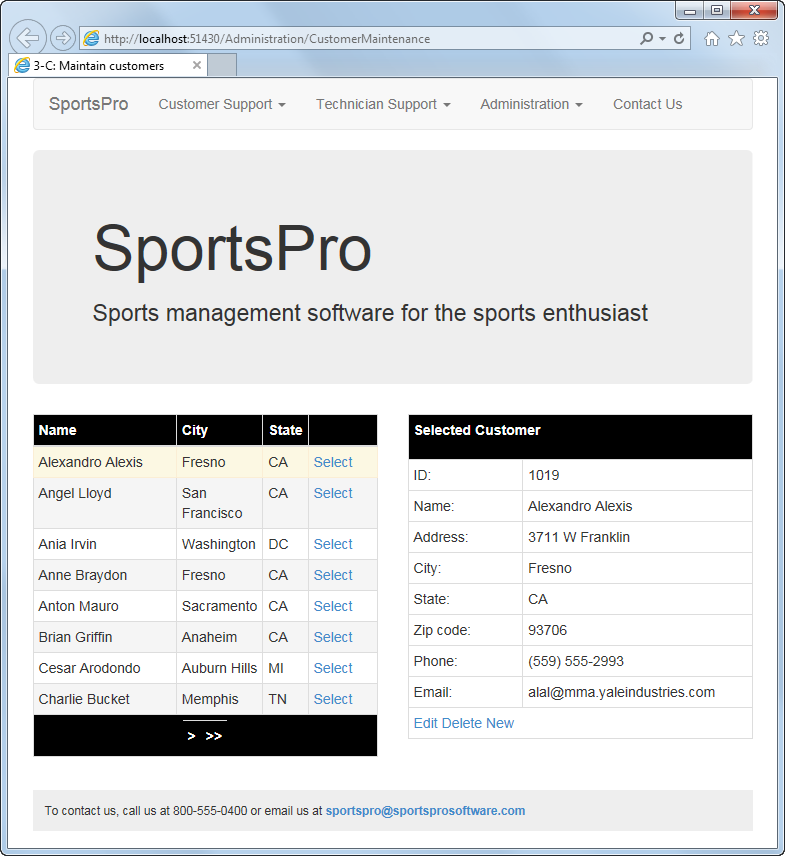 http://localhost:51430/Administration/CustomerMaintenance
3-C: Maintain customers
SportsPro Customer Support Technician Support Administration Contact Us
SportsPro
Sports management software for the sports enthusiast
Name City State
Alexandro Alexis Fresno CA Select
Angel Lloyd San CA Select
Francisco
Ania Irvin Washington DC Select
Anne Braydon Fresno CA Select
Anton Mauro Sacramento CA Select
Brian Griffin Anaheim CA Select
Cesar Arodondo Auburn Hills MI Select
Charlie Bucket Memphis TN Select
> >>
Selected Customer
ID: 1019
Name: Alexandro Alexis
Address: 3711 W Franklin
City: Fresno
State: CA
Zip code: 93706
Phone: (559) 555-2993
Email: alal@mma.yaleindustries.com
Edit Delete New
To contact us, call us at 800-555-0400 or email us at sportspro@sportsprosoftware.com